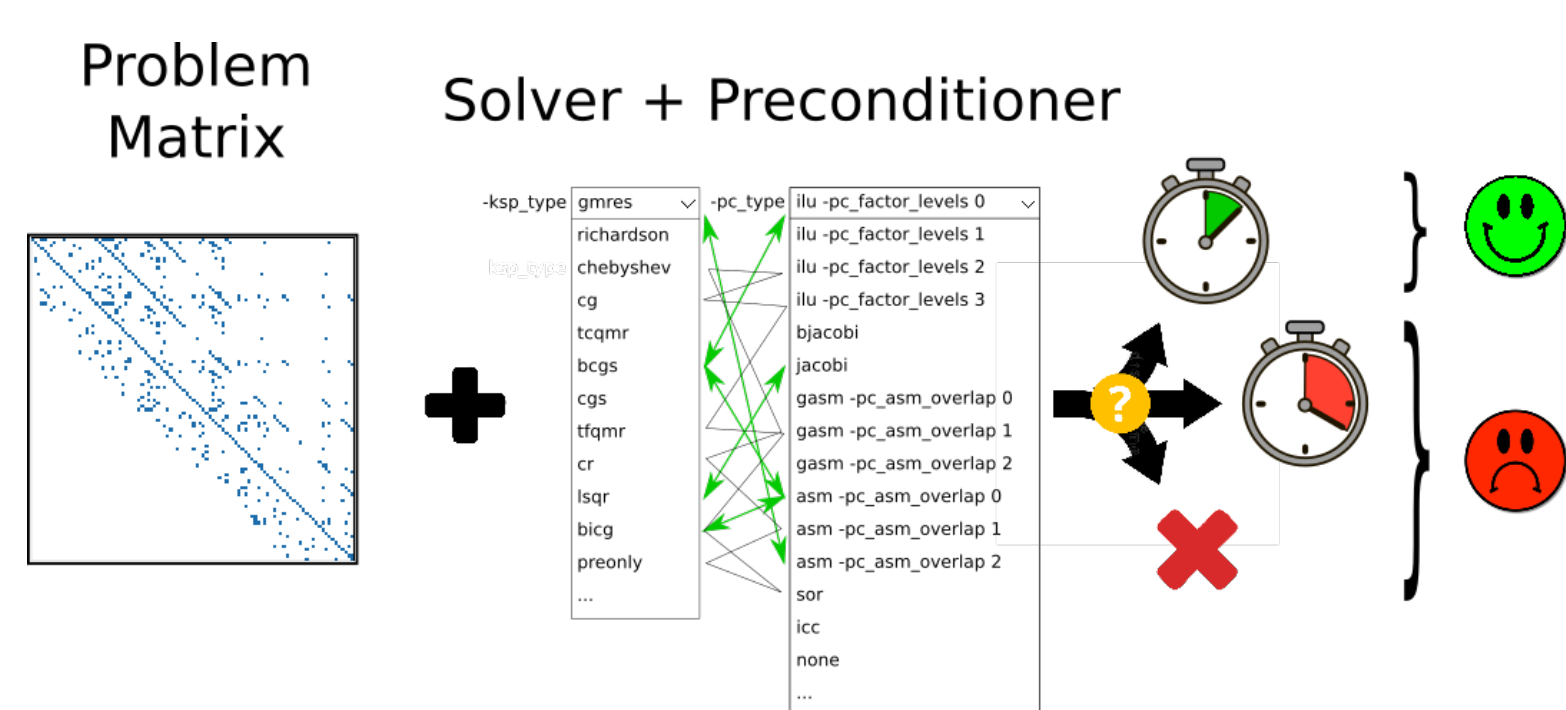 Problem
Matrix
Solver + Preconditioner
-ksp_type
gmres
richardson
chebyshev
cg
tcqmr
bcgs
cgs
tfqmr
cr
lsqr
bicg
preonly
...
ksp_type
-pc_type
ilu -pc_factor_levels 0
ilu -pc_factor_levels 1
ilu -pc_factor_levels 2
ilu -pc_factor_levels 3
bjacobi
jacobi
gasm -pc_asm_overlap 0
gasm -pc_asm_overlap 1
gasm -pc_asm_overlap 2
asm -pc_asm_overlap 0
asm -pc_asm_overlap 1
asm -pc_asm_overlap 2
sor
icc
none
...
?